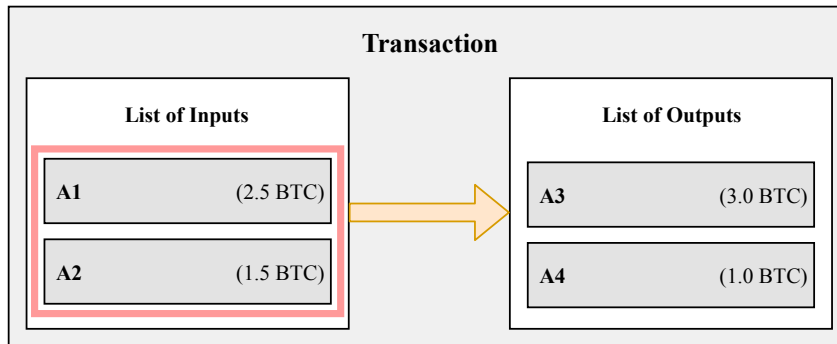 Transaction
List of Inputs
A1 (2.5 BTC)
A2 (1.5 BTC)
List of Outputs
A3 (3.0 BTC)
A4 (1.0 BTC)